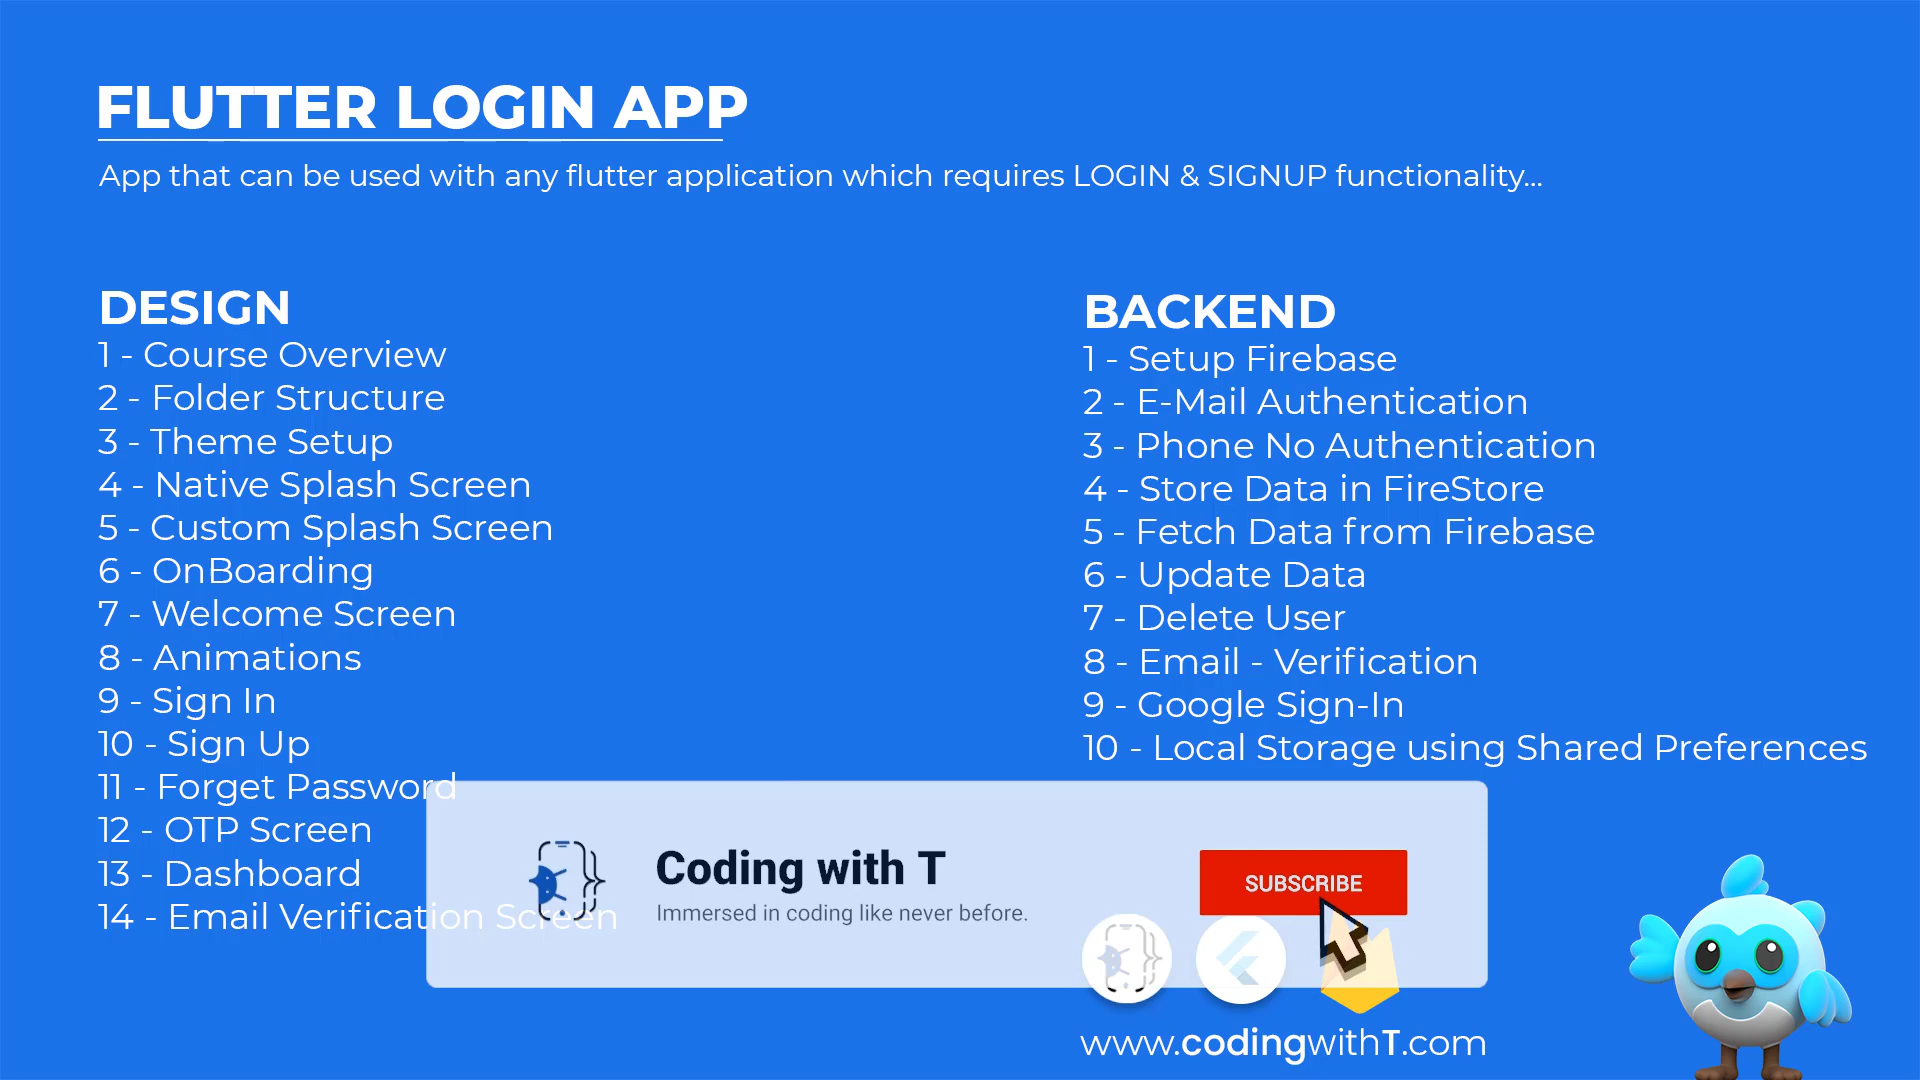 FLUTTER LOGIN APP
App that can be used with any flutter application which requires LOGIN & SIGNUP functionality...
DESIGN
1 - Course Overview
2 - Folder Structure
3 - Theme Setup
4 - Native Splash Screen
5 - Custom Splash Screen
6 - OnBoarding
7 - Welcome Screen
8 - Animations
9 - Sign In
10 - Sign Up
11 - Forget Password
12 - OTP Screen
13 - Dashboard
14 - Email Verification Screen
BACKEND
1 - Setup Firebase
2 - E-Mail Authentication
3 - Phone No Authentication
4 - Store Data in FireStore
5 - Fetch Data from Firebase
6 - Update Data
7 - Delete User
8 - Email - Verification
9 - Google Sign-In
10 - Local Storage using Shared Preferences
Coding with T
Immersed in coding like never before.
SUBSCRIBE
www.codingwithT.com